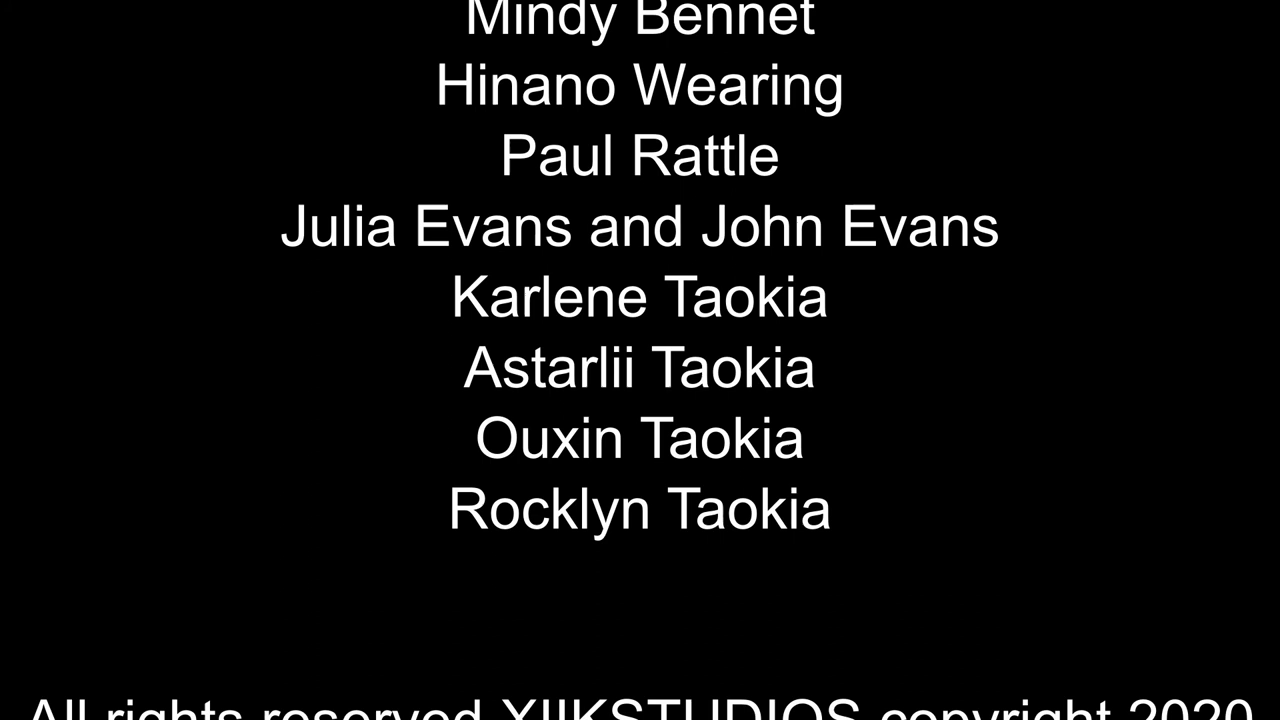 Mindy Bennet
Hinano Wearing
Paul Rattle
Julia Evans and John Evans
Karlene Taokia
Astarlii Taokia
Ouxin Taokia
Rocklyn Taokia
All rights reserved XIIKSTUDIOS copyright 2020